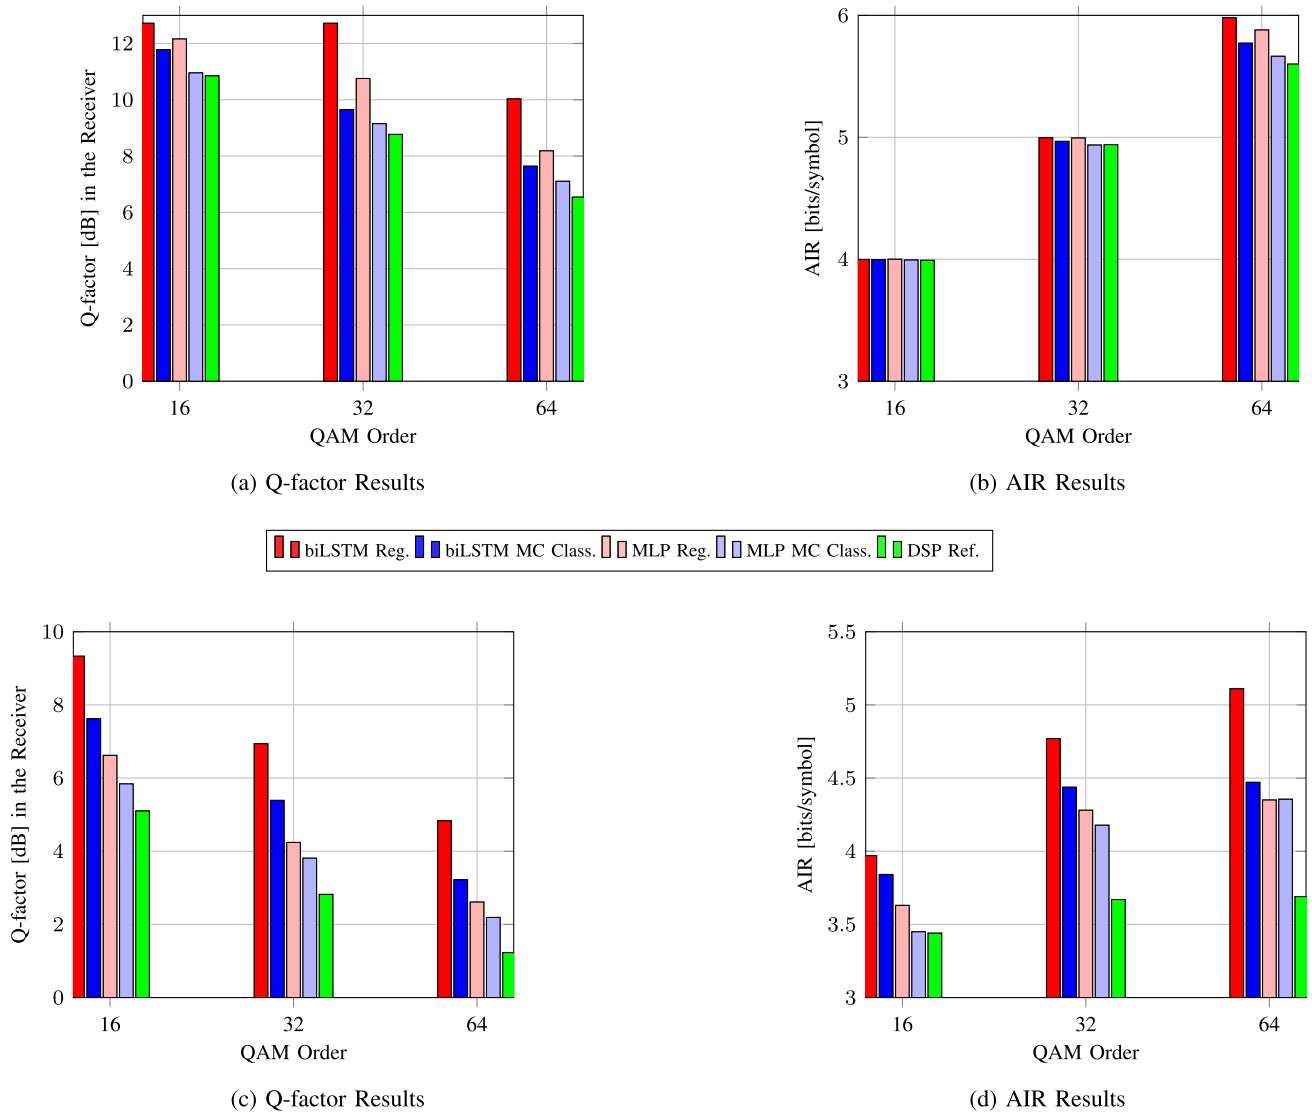 12
10
8
6
4
2
0
Q-factor [dB] in the Receiver
16
32
64
QAM Order
(a) Q-factor Results
6
5
4
3
AIR [bits/symbol]
16
32
64
QAM Order
(b) AIR Results
biLSTM Reg. biLSTM MC Class. MLP Reg. MLP MC Class. DSP Ref.
10
8
6
4
2
0
Q-factor [dB] in the Receiver
16
32
64
QAM Order
(c) Q-factor Results
5.5
5
4.5
4
3.5
3
AIR [bits/symbol]
16
32
64
QAM Order
(d) AIR Results